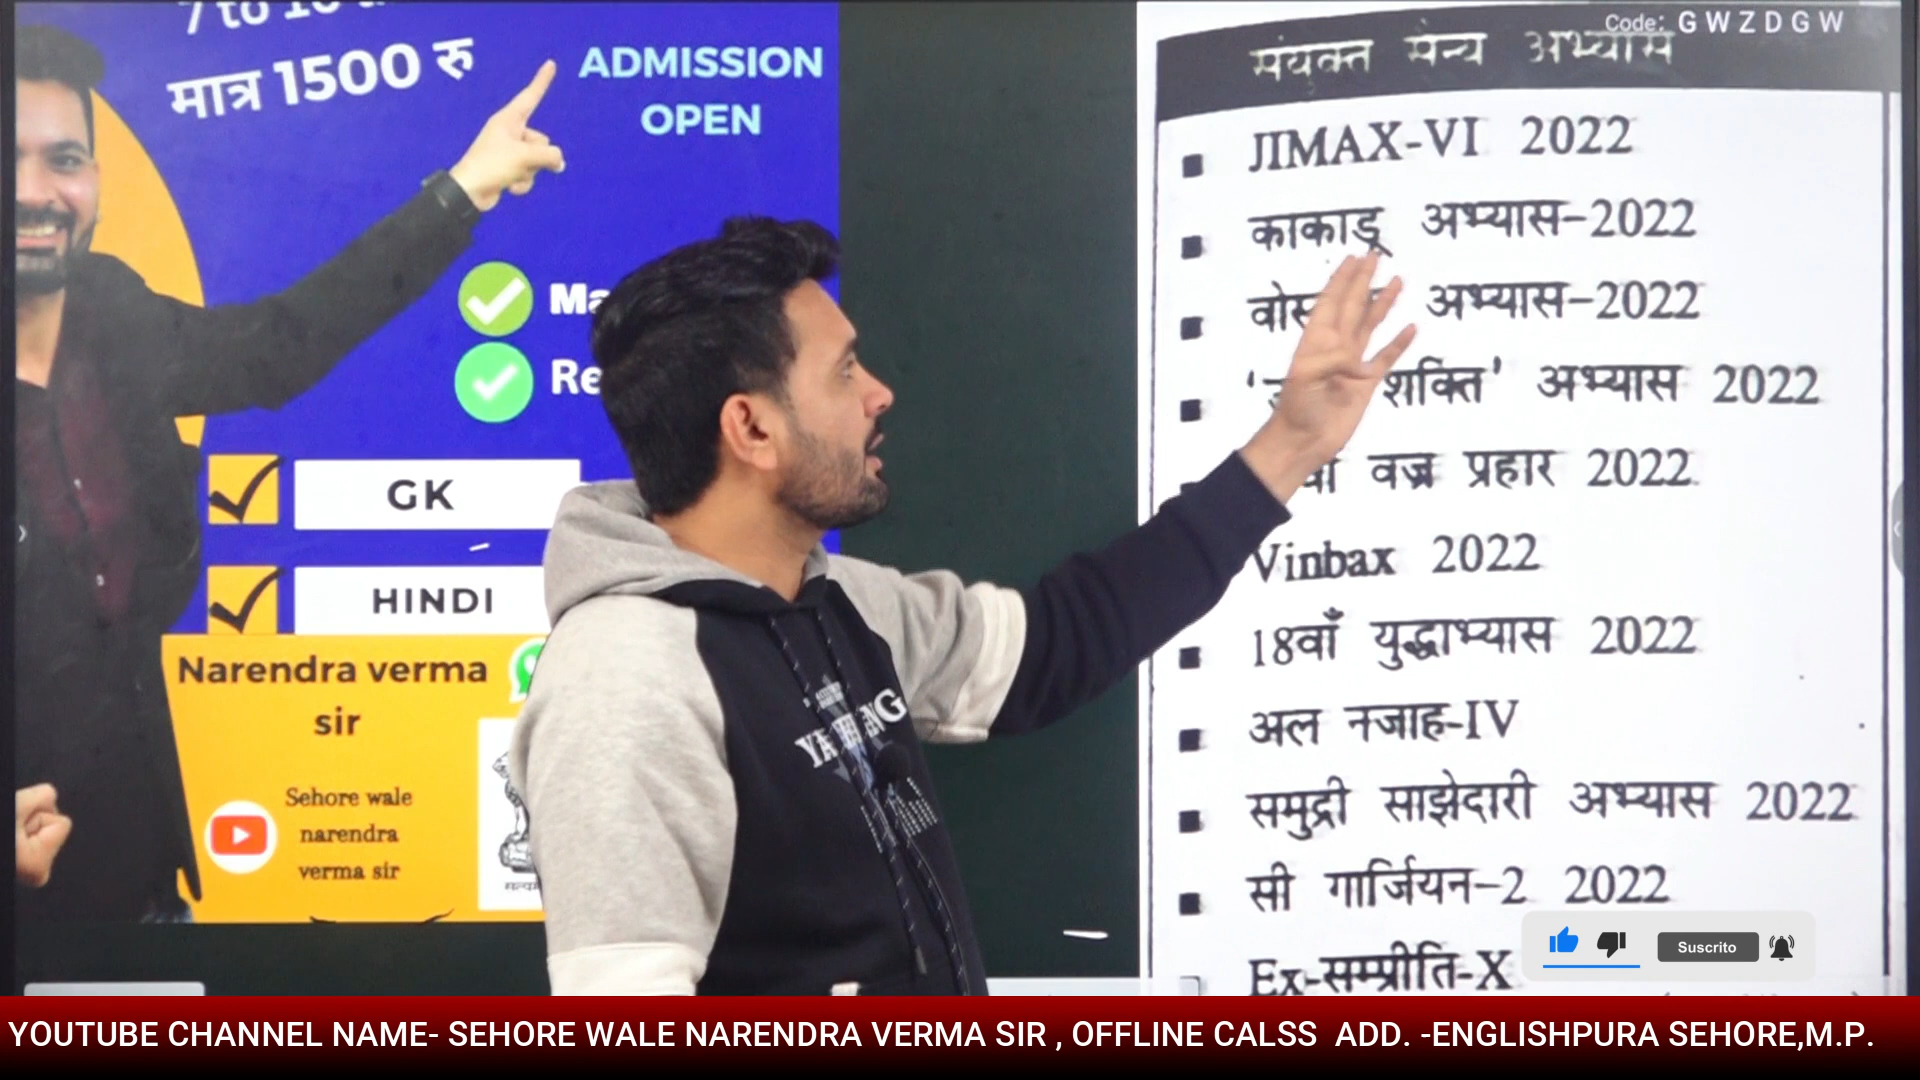 7 to 10
मात्र 1500 रु
ADMISSION
OPEN
Ma
Re
GK
HINDI
Narendra verma
sir
Sehore wale
narendra
verma sir
Code: GWZDGW
संयुक्त सैन्य अभ्यास
JIMAX-VI 2022
काकाडू अभ्यास-2022
अभ्यास-2022
शक्ति' अभ्यास 2022
वज्र प्रहार 2022
Vinbax 2022
18वाँ युद्धाभ्यास 2022
अल नजाह-IV
समुद्री साझेदारी अभ्यास 2022
सी गार्जियन-2 2022
Ex-सम्प्रीति-X
Suscrito
YOUTUBE CHANNEL NAME- SEHORE WALE NARENDRA VERMA SIR , OFFLINE CALSS ADD. -ENGLISHPURA SEHORE,M.P.